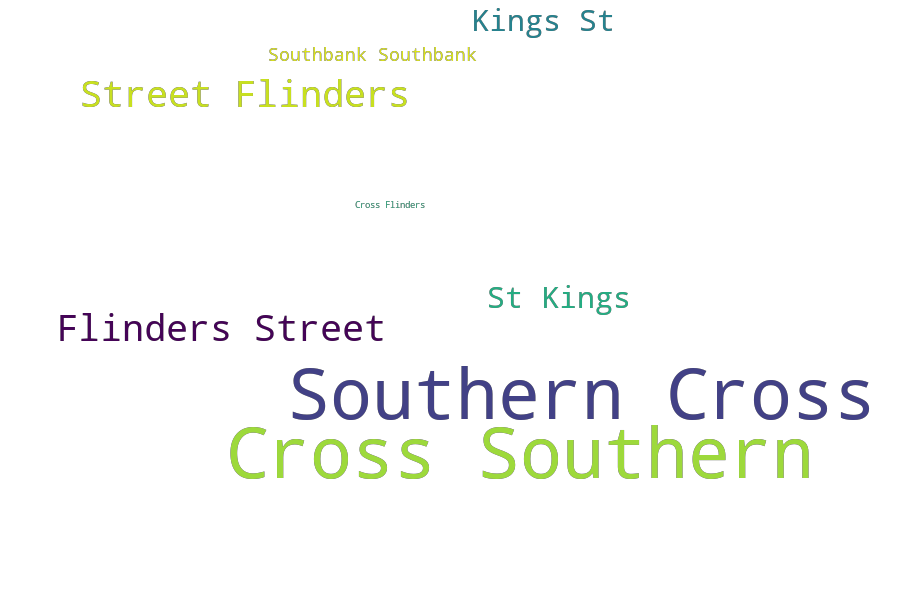 Kings St
Southbank Southbank
Street Flinders
Cross Flinders
St Kings
Flinders Street
Southern Cross
Cross Southern